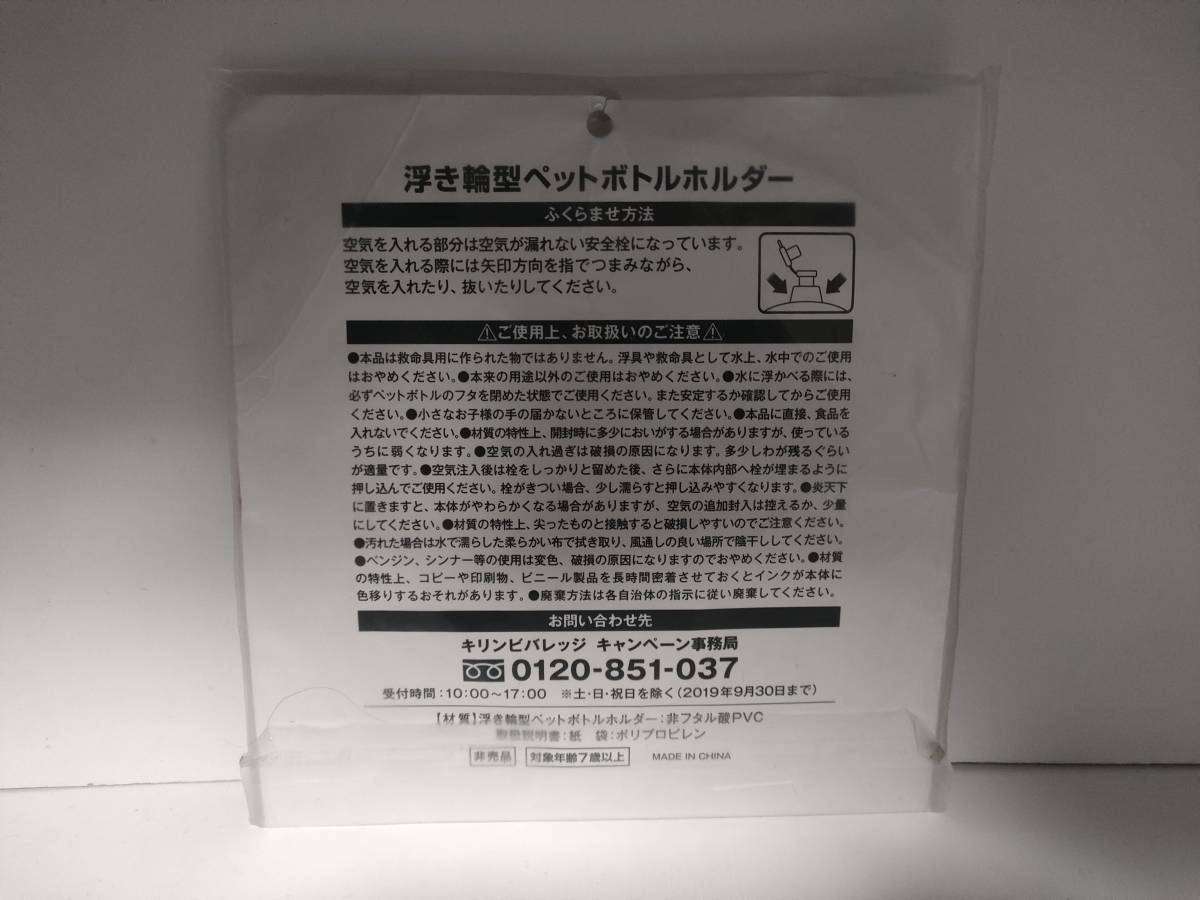 浮き輪型ペットボトルホルダー
ふくらませ方法
空気を入れる部分は空気が漏れない安全栓になっています。
空気を入れる際には矢印方向を指でつまみながら、
空気を入れたり、抜いたりしてください。
⚠ご使用上、お取扱いのご注意⚠
●本品は救命具用に作られた物ではありません。浮具や救命具として水上、水中でのご使用
はおやめください。●本来の用途以外のご使用はおやめください。●水に浮かべる際には、
必ずペットボトルのフタを閉めた状態でご使用ください。また安定するか確認してからご使用
ください。●小さなお子様の手の届かないところに保管してください。●本品に直接、食品を
入れないでください。●材質の特性上、開封時に多少においがする場合がありますが、使っている
うちに弱くなります。●空気の入れ過ぎは破損の原因になります。多少しわが残るぐらい
が適量です。●空気注入後は栓をしっかりと留めた後、さらに本体内部へ栓が埋まるように
押し込んでご使用ください。栓がきつい場合、少し濡らすと押し込みやすくなります。●炎天下
に置きますと、本体がやわらかくなる場合がありますが、空気の追加封入は控えるか、少量
にしてください。●材質の特性上、尖ったものと接触すると破損しやすいのでご注意ください。
●汚れた場合は水で濡らした柔らかい布で拭き取り、風通しの良い場所で陰干ししてください。
●ベンジン、シンナー等の使用は変色、破損の原因になりますのでおやめください。●材質
の特性上、コピーや印刷物、ビニール製品を長時間密着させておくとインクが本体に
色移りするおそれがあります。●廃棄方法は各自治体の指示に従い廃棄してください。
お問い合わせ先
キリンビバレッジ キャンペーン事務局
0120-851-037
受付時間:10:00～17:00 ※土・日・祝日を除く(2019年9月30日まで)
【材質】浮き輪型ペットボトルホルダー:非フタル酸PVC
取扱説明書:紙 袋:ポリプロピレン
非売品 対象年齢7歳以上 MADE IN CHINA